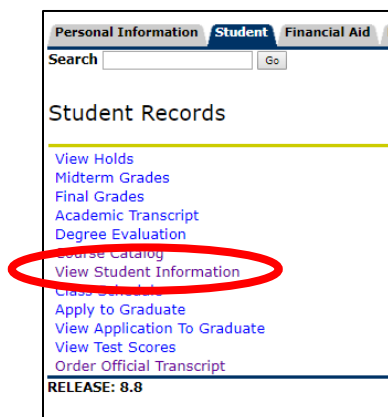 Personal Information Student Financial Aid
Search Go
Student Records
View Holds
Midterm Grades
Final Grades
Academic Transcript
Degree Evaluation
Course Catalog
View Student Information
Class Schedule
Apply to Graduate
View Application To Graduate
View Test Scores
Order Official Transcript
RELEASE: 8.8